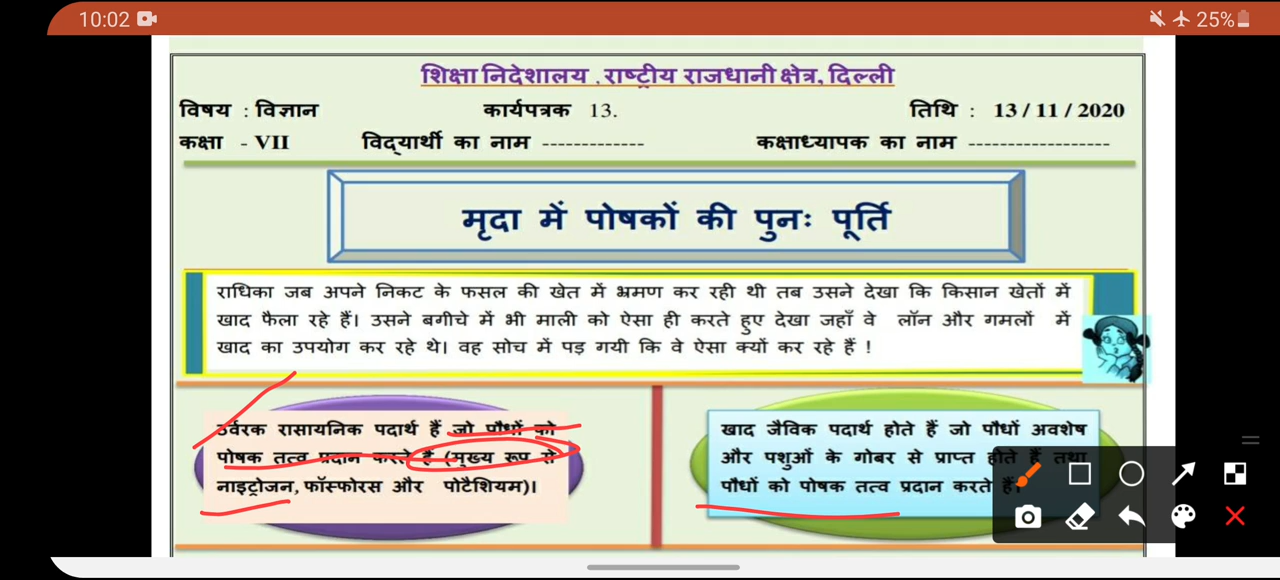 10:02
25%
शिक्षा निदेशालय , राष्ट्रीय राजधानी क्षेत्र, दिल्ली
विषय : विज्ञान कार्यपत्रक 13. तिथि : 13 / 11 / 2020
कक्षा - VII विद्यार्थी का नाम ------------- कक्षाध्यापक का नाम ------------------
मृदा में पोषकों की पुनः पूर्ति
राधिका जब अपने निकट के फसल की खेत में भ्रमण कर रही थी तब उसने देखा कि किसान खेतों में
खाद फैला रहे हैं। उसने बगीचे में भी माली को ऐसा ही करते हुए देखा जहाँ वे लॉन और गमलों में
खाद का उपयोग कर रहे थे। वह सोच में पड़ गयी कि वे ऐसा क्यों कर रहे हैं !
उर्वरक रासायनिक पदार्थ हैं जो पौधों को
पोषक तत्व प्रदान करते हैं (मुख्य रूप से
नाइट्रोजन, फॉस्फोरस और पोटैशियम)।
खाद जैविक पदार्थ होते हैं जो पौधों अवशेष
और पशुओं के गोबर से प्राप्त होते हैं तथा
पौधों को पोषक तत्व प्रदान करते हैं।